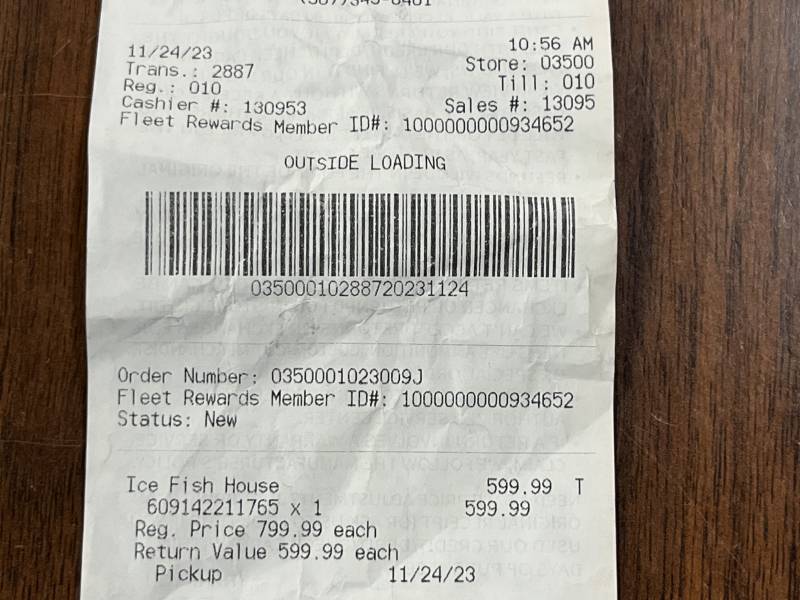 11/24/23 10:56 AM
Trans.: 2887 Store: 03500
Reg.: 010 Till: 010
Cashier #: 130953 Sales #: 13095
Fleet Rewards Member ID#: 1000000000934652
OUTSIDE LOADING
03500010288720231124
Order Number: 0350001023009J
Fleet Rewards Member ID#: 1000000000934652
Status: New
Ice Fish House 599.99 T
609142211765 x 1 599.99
Reg. Price 799.99 each
Return Value 599.99 each
Pickup 11/24/23